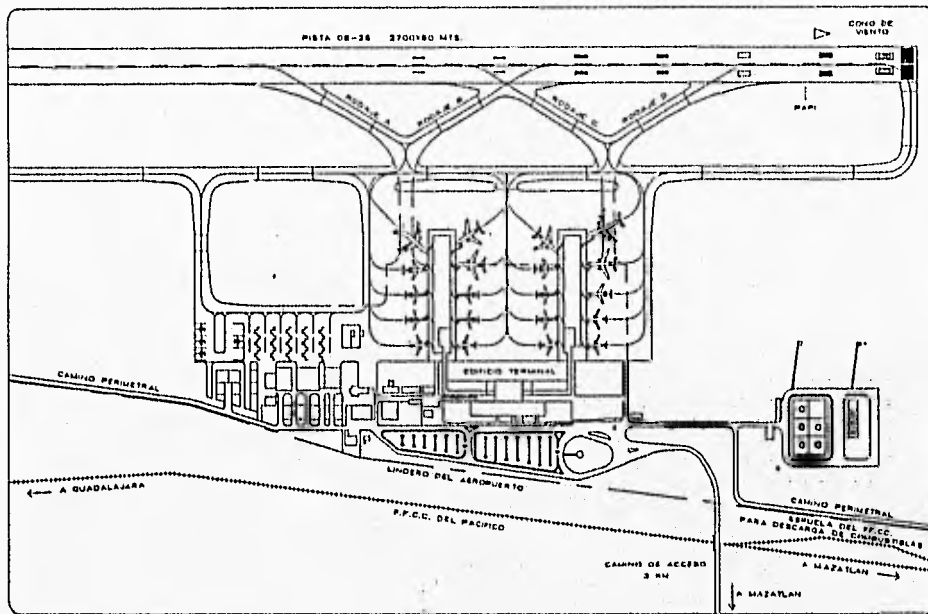 PISTA 08-26 2700X60 MTS.
CONO DE
VIENTO
PAPI
RODAJE A
RODAJE B
RODAJE C
RODAJE D
EDIFICIO TERMINAL
CAMINO PERIMETRAL
LINDERO DEL AEROPUERTO
← A GUADALAJARA
F.F.C.C. DEL PACIFICO
CAMINO PERIMETRAL
ESPUELA DEL FF.CC.
PARA DESCARGA DE COMBUSTIBLES
A MAZATLAN →
CAMINO DE ACCESO
3 KM
↓ A MAZATLAN